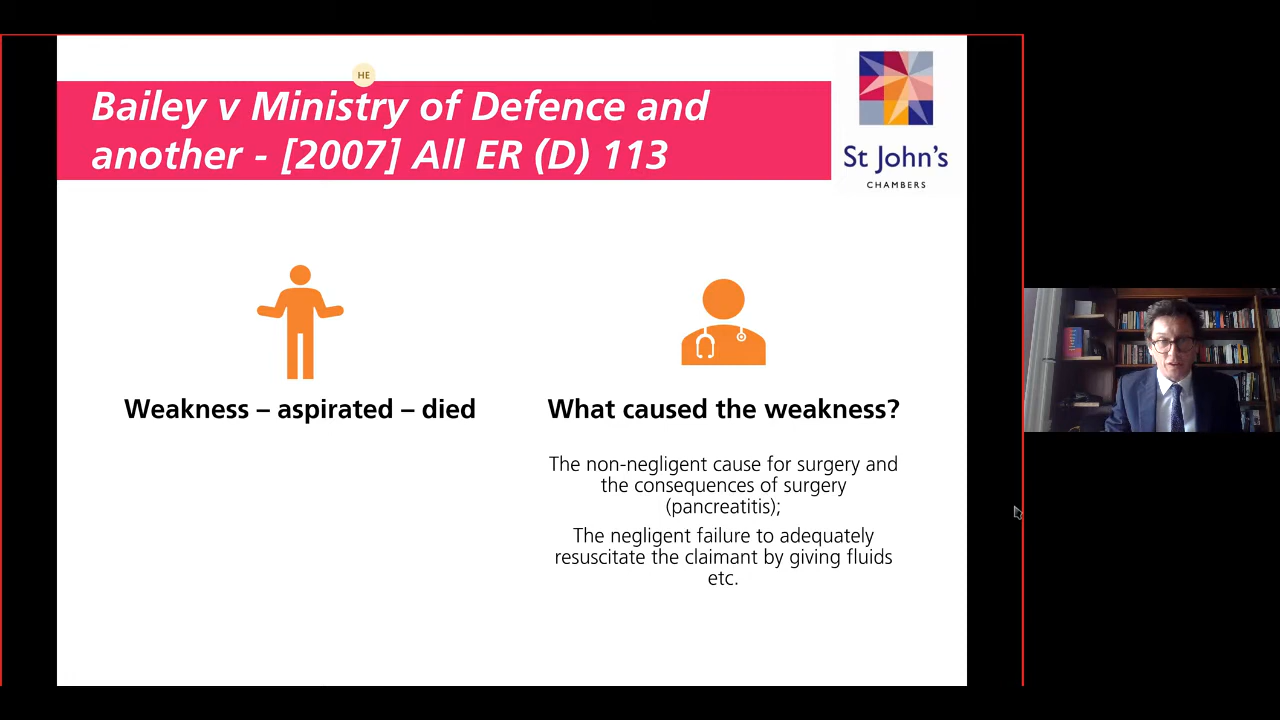 HE
Bailey v Ministry of Defence and
another - [2007] All ER (D) 113
St John's
CHAMBERS
Weakness – aspirated – died
What caused the weakness?
The non-negligent cause for surgery and
the consequences of surgery
(pancreatitis);
The negligent failure to adequately
resuscitate the claimant by giving fluids
etc.